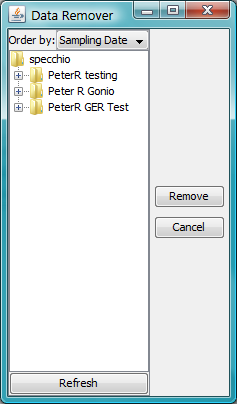 Data Remover
Order by: Sampling Date
specchio
PeterR testing
Peter R Gonio
PeterR GER Test
Remove
Cancel
Refresh